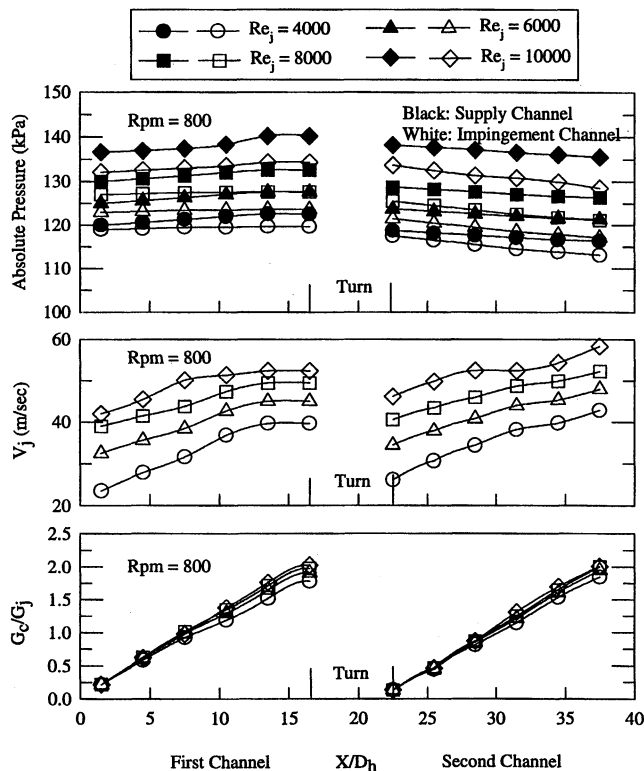 Re_j = 4000 Re_j = 6000
Re_j = 8000 Re_j = 10000
Absolute Pressure (kPa)
150
140
130
120
110
100
Rpm = 800
Black: Supply Channel
White: Impingement Channel
Turn
V_j (m/sec)
60
40
20
Rpm = 800
Turn
G_c/G_j
2.5
2.0
1.5
1.0
0.5
0.0
Rpm = 800
Turn
0 5 10 15 20 25 30 35 40
First Channel X/D_h Second Channel